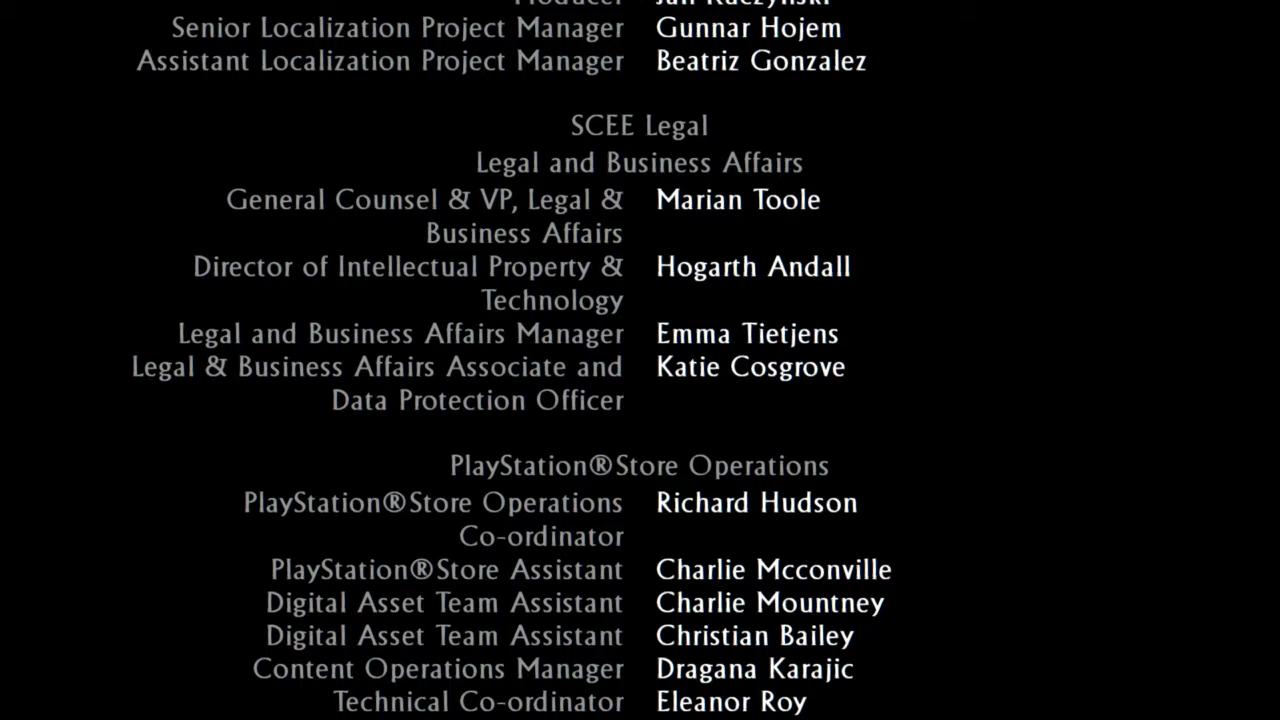 Producer
Senior Localization Project Manager Gunnar Hojem
Assistant Localization Project Manager Beatriz Gonzalez
SCEE Legal
Legal and Business Affairs
General Counsel & VP, Legal & Marian Toole
Business Affairs
Director of Intellectual Property & Hogarth Andall
Technology
Legal and Business Affairs Manager Emma Tietjens
Legal & Business Affairs Associate and Katie Cosgrove
Data Protection Officer
PlayStation®Store Operations
PlayStation®Store Operations Richard Hudson
Co-ordinator
PlayStation®Store Assistant Charlie Mcconville
Digital Asset Team Assistant Charlie Mountney
Digital Asset Team Assistant Christian Bailey
Content Operations Manager Dragana Karajic
Technical Co-ordinator Eleanor Roy